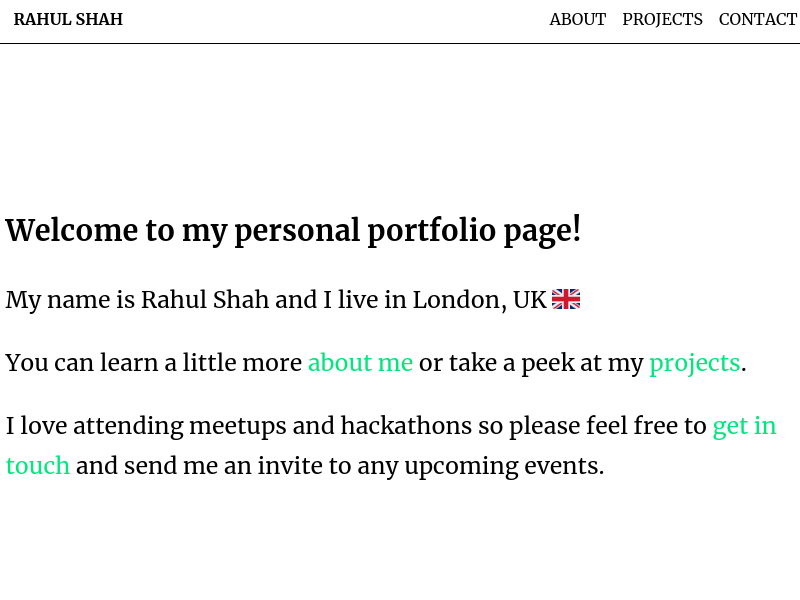 RAHUL SHAH
ABOUT PROJECTS CONTACT
Welcome to my personal portfolio page!
My name is Rahul Shah and I live in London, UK 🇬🇧
You can learn a little more about me or take a peek at my projects.
I love attending meetups and hackathons so please feel free to get in
touch and send me an invite to any upcoming events.